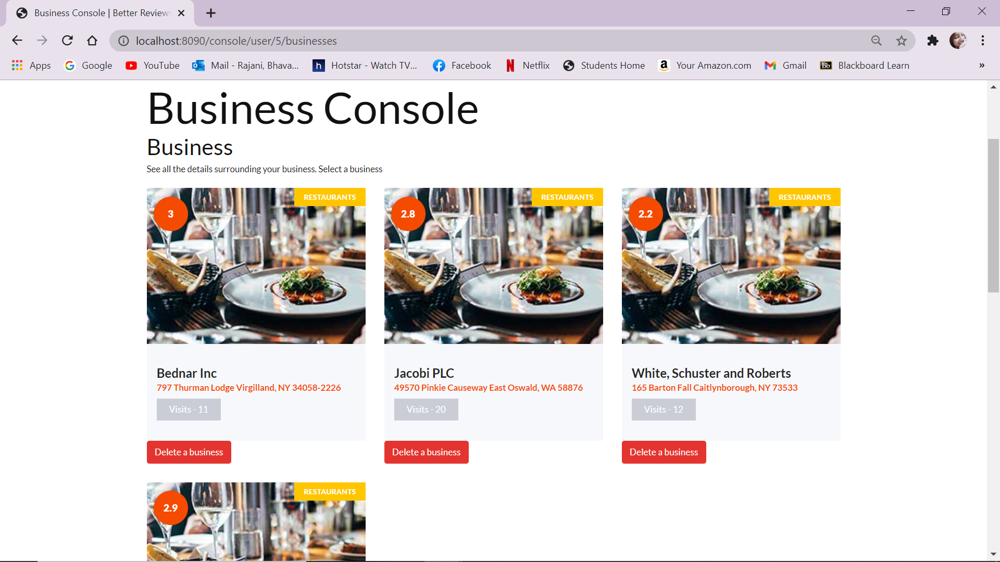 Business Console | Better Reviews
localhost:8090/console/user/5/businesses
Apps Google YouTube Mail - Rajani, Bhava... Hotstar - Watch TV... Facebook Netflix Students Home Your Amazon.com Gmail Blackboard Learn »
Business Console
Business
See all the details surrounding your business. Select a business
3 RESTAURANTS
2.8 RESTAURANTS
2.2 RESTAURANTS
Bednar Inc
797 Thurman Lodge Virgilland, NY 34058-2226
Visits - 11
Delete a business
Jacobi PLC
49570 Pinkie Causeway East Oswald, WA 58876
Visits - 20
Delete a business
White, Schuster and Roberts
165 Barton Fall Caitlynborough, NY 73533
Visits - 12
Delete a business
2.9 RESTAURANTS